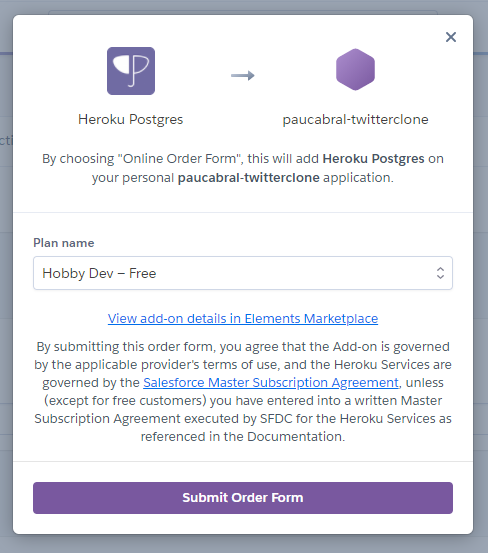 Heroku Postgres
paucabral-twitterclone
By choosing "Online Order Form", this will add Heroku Postgres on
your personal paucabral-twitterclone application.
Plan name
Hobby Dev – Free
View add-on details in Elements Marketplace
By submitting this order form, you agree that the Add-on is governed
by the applicable provider's terms of use, and the Heroku Services are
governed by the Salesforce Master Subscription Agreement, unless
(except for free customers) you have entered into a written Master
Subscription Agreement executed by SFDC for the Heroku Services as
referenced in the Documentation.
Submit Order Form